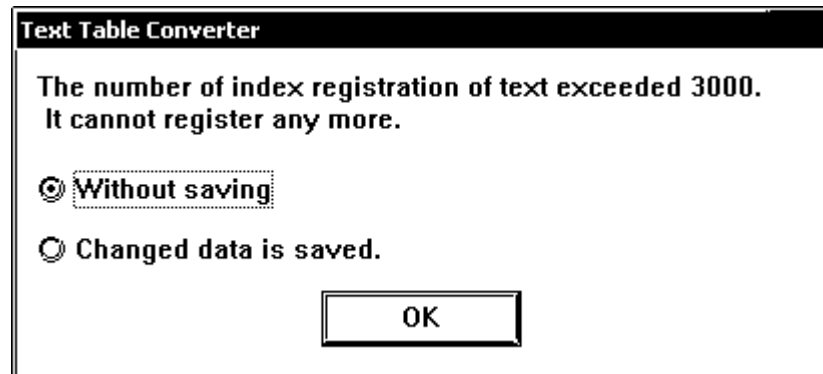 Text Table Converter
The number of index registration of text exceeded 3000.
It cannot register any more.
Without saving
Changed data is saved.
OK